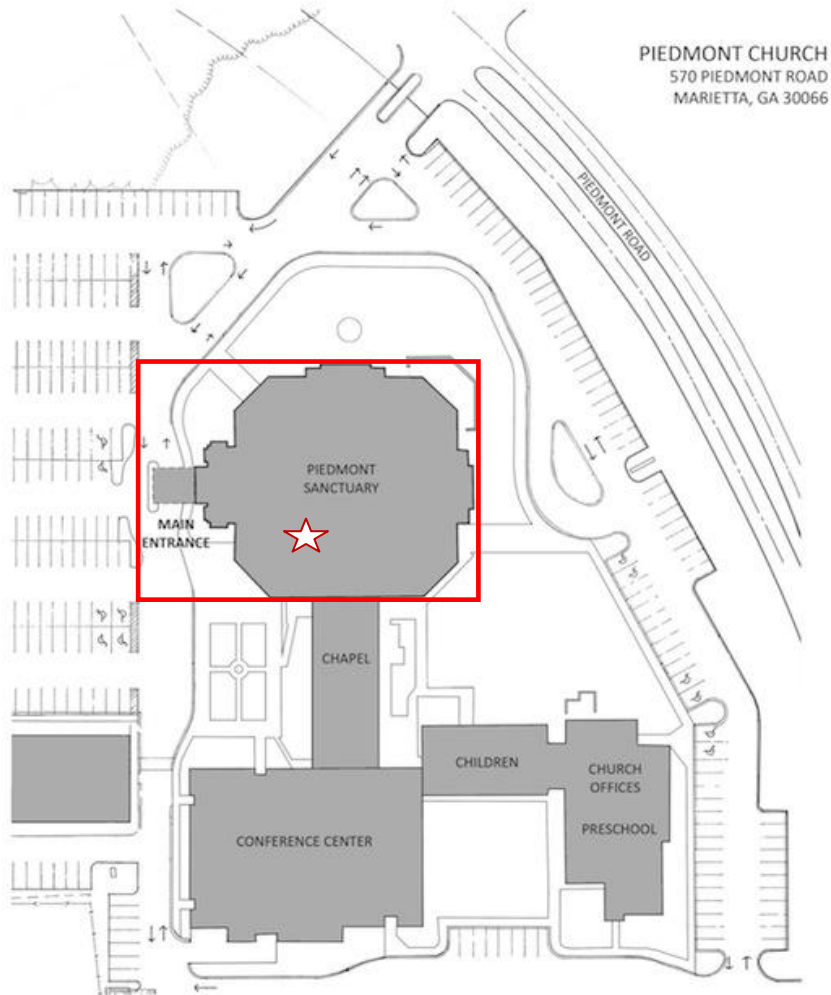 PIEDMONT CHURCH
570 PIEDMONT ROAD
MARIETTA, GA 30066
PIEDMONT ROAD
PIEDMONT
SANCTUARY
MAIN
ENTRANCE
CHAPEL
CHILDREN
CHURCH
OFFICES
PRESCHOOL
CONFERENCE CENTER